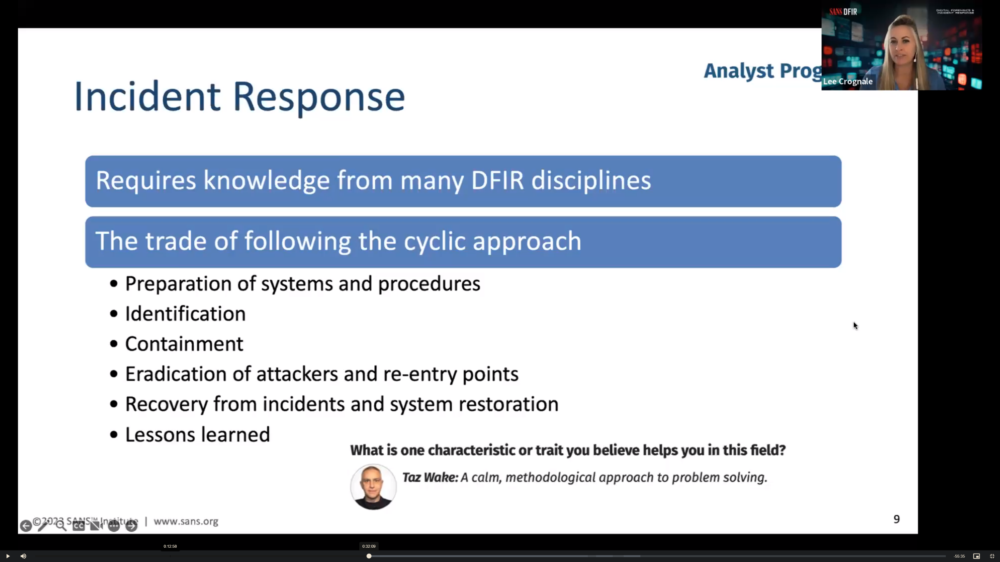 SANS DFIR
DIGITAL FORENSICS &
INCIDENT RESPONSE
Lee Crognale
Analyst Prog
Incident Response
Requires knowledge from many DFIR disciplines
The trade of following the cyclic approach
• Preparation of systems and procedures
• Identification
• Containment
• Eradication of attackers and re-entry points
• Recovery from incidents and system restoration
• Lessons learned
What is one characteristic or trait you believe helps you in this field?
Taz Wake: A calm, methodological approach to problem solving.
©2023 SANS™ Institute | www.sans.org
CC
9
0:12:58
0:32:09
-55:35